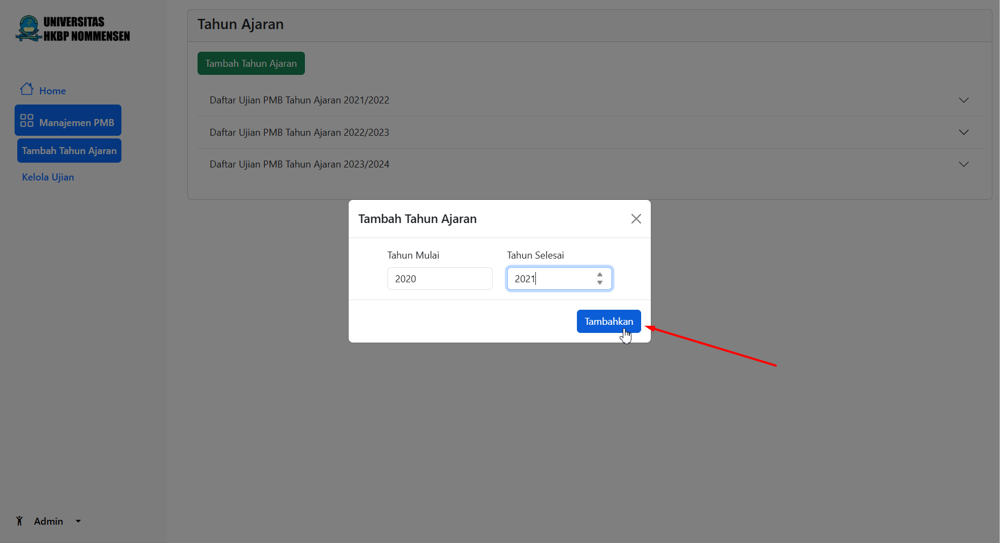 UNIVERSITAS
HKBP NOMMENSEN
Home
Manajemen PMB
Tambah Tahun Ajaran
Kelola Ujian
Admin
Tahun Ajaran
Tambah Tahun Ajaran
Daftar Ujian PMB Tahun Ajaran 2021/2022
Daftar Ujian PMB Tahun Ajaran 2022/2023
Daftar Ujian PMB Tahun Ajaran 2023/2024
Tambah Tahun Ajaran
Tahun Mulai
2020
Tahun Selesai
2021
Tambahkan